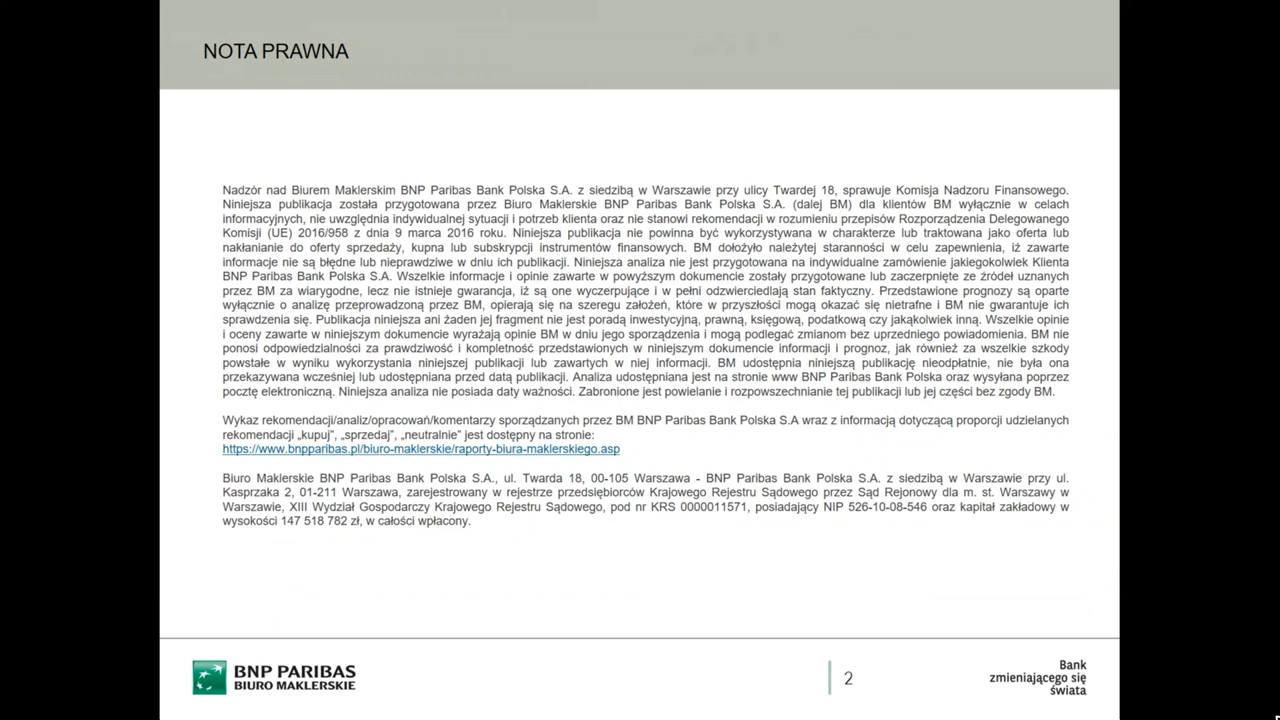 NOTA PRAWNA
Nadzór nad Biurem Maklerskim BNP Paribas Bank Polska S.A. z siedzibą w Warszawie przy ulicy Twardej 18, sprawuje Komisja Nadzoru Finansowego.
Niniejsza publikacja została przygotowana przez Biuro Maklerskie BNP Paribas Bank Polska S.A. (dalej BM) dla klientów BM wyłącznie w celach
informacyjnych, nie uwzględnia indywidualnej sytuacji i potrzeb klienta oraz nie stanowi rekomendacji w rozumieniu przepisów Rozporządzenia Delegowanego
Komisji (UE) 2016/958 z dnia 9 marca 2016 roku. Niniejsza publikacja nie powinna być wykorzystywana w charakterze lub traktowana jako oferta lub
nakłanianie do oferty sprzedaży, kupna lub subskrypcji instrumentów finansowych. BM dołożyło należytej staranności w celu zapewnienia, iż zawarte
informacje nie są błędne lub nieprawdziwe w dniu ich publikacji. Niniejsza analiza nie jest przygotowana na indywidualne zamówienie jakiegokolwiek Klienta
BNP Paribas Bank Polska S.A. Wszelkie informacje i opinie zawarte w powyższym dokumencie zostały przygotowane lub zaczerpnięte ze źródeł uznanych
przez BM za wiarygodne, lecz nie istnieje gwarancja, iż są one wyczerpujące i w pełni odzwierciedlają stan faktyczny. Przedstawione prognozy są oparte
wyłącznie o analizę przeprowadzoną przez BM, opierają się na szeregu założeń, które w przyszłości mogą okazać się nietrafne i BM nie gwarantuje ich
sprawdzenia się. Publikacja niniejsza ani żaden jej fragment nie jest poradą inwestycyjną, prawną, księgową, podatkową czy jakąkolwiek inną. Wszelkie opinie
i oceny zawarte w niniejszym dokumencie wyrażają opinie BM w dniu jego sporządzenia i mogą podlegać zmianom bez uprzedniego powiadomienia. BM nie
ponosi odpowiedzialności za prawdziwość i kompletność przedstawionych w niniejszym dokumencie informacji i prognoz, jak również za wszelkie szkody
powstałe w wyniku wykorzystania niniejszej publikacji lub zawartych w niej informacji. BM udostępnia niniejszą publikację nieodpłatnie, nie była ona
przekazywana wcześniej lub udostępniana przed datą publikacji. Analiza udostępniana jest na stronie www BNP Paribas Bank Polska oraz wysyłana poprzez
pocztę elektroniczną. Niniejsza analiza nie posiada daty ważności. Zabronione jest powielanie i rozpowszechnianie tej publikacji lub jej części bez zgody BM.
Wykaz rekomendacji/analiz/opracowań/komentarzy sporządzanych przez BM BNP Paribas Bank Polska S.A wraz z informacją dotyczącą proporcji udzielanych
rekomendacji „kupuj”, „sprzedaj”, „neutralnie” jest dostępny na stronie:
https://www.bnpparibas.pl/biuro-maklerskie/raporty-biura-maklerskiego.asp
Biuro Maklerskie BNP Paribas Bank Polska S.A., ul. Twarda 18, 00-105 Warszawa - BNP Paribas Bank Polska S.A. z siedzibą w Warszawie przy ul.
Kasprzaka 2, 01-211 Warszawa, zarejestrowany w rejestrze przedsiębiorców Krajowego Rejestru Sądowego przez Sąd Rejonowy dla m. st. Warszawy w
Warszawie, XIII Wydział Gospodarczy Krajowego Rejestru Sądowego, pod nr KRS 0000011571, posiadający NIP 526-10-08-546 oraz kapitał zakładowy w
wysokości 147 518 782 zł, w całości wpłacony.
BNP PARIBAS
BIURO MAKLERSKIE
2
Bank
zmieniającego się
świata